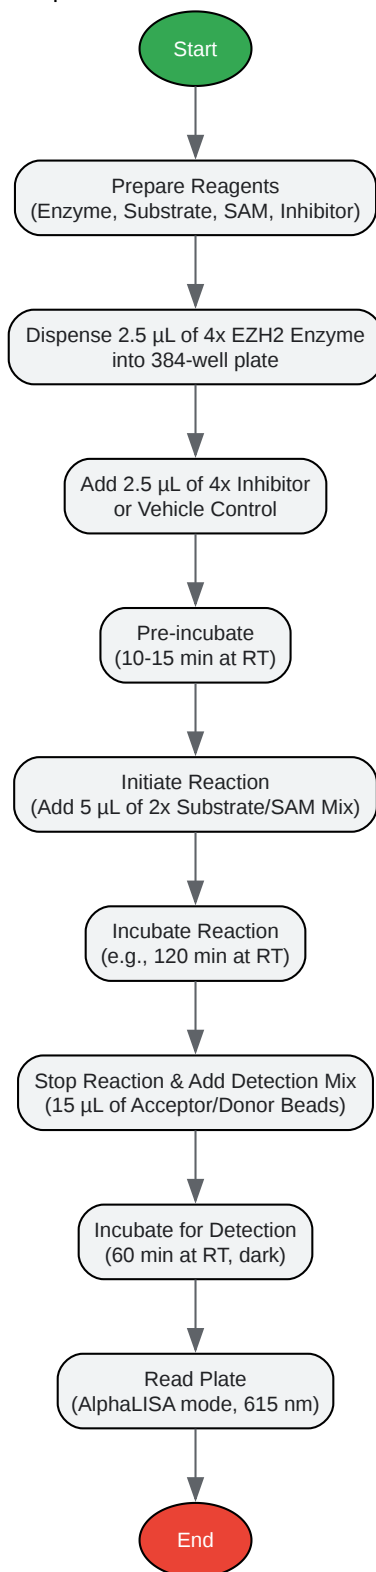 Start
Prepare Reagents
(Enzyme, Substrate, SAM, Inhibitor)
Dispense 2.5 µL of 4x EZH2 Enzyme
into 384-well plate
Add 2.5 µL of 4x Inhibitor
or Vehicle Control
Pre-incubate
(10-15 min at RT)
Initiate Reaction
(Add 5 µL of 2x Substrate/SAM Mix)
Incubate Reaction
(e.g., 120 min at RT)
Stop Reaction & Add Detection Mix
(15 µL of Acceptor/Donor Beads)
Incubate for Detection
(60 min at RT, dark)
Read Plate
(AlphaLISA mode, 615 nm)
End